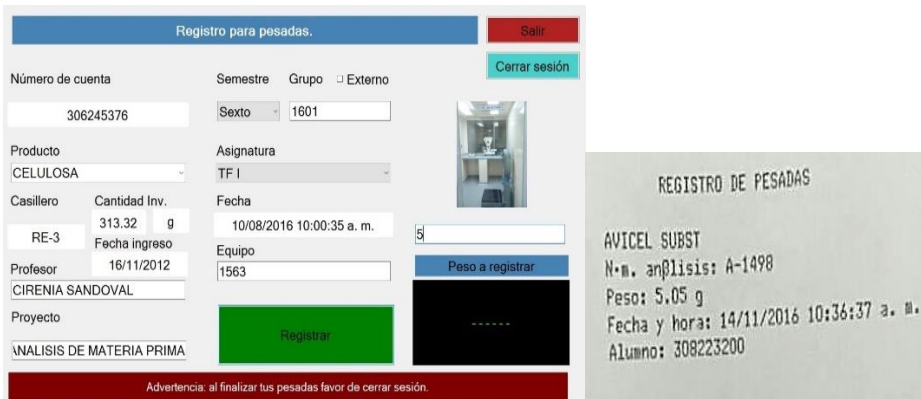 Registro para pesadas.
Salir
Cerrar sesión
Número de cuenta
Semestre
Grupo
Externo
306245376
Sexto
1601
Producto
Asignatura
CELULOSA
TF I
Casillero
Cantidad Inv.
Fecha
313.32
g
10/08/2016 10:00:35 a. m.
RE-3
Fecha ingreso
5
Equipo
16/11/2012
Profesor
1563
Peso a registrar
CIRENIA SANDOVAL
Proyecto
Registrar
------
ANALISIS DE MATERIA PRIMA
Advertencia: al finalizar tus pesadas favor de cerrar sesión.
REGISTRO DE PESADAS
AVICEL SUBST
N·m. anβlisis: A-1498
Peso: 5.05 g
Fecha y hora: 14/11/2016 10:36:37 a. m.
Alumno: 308223200